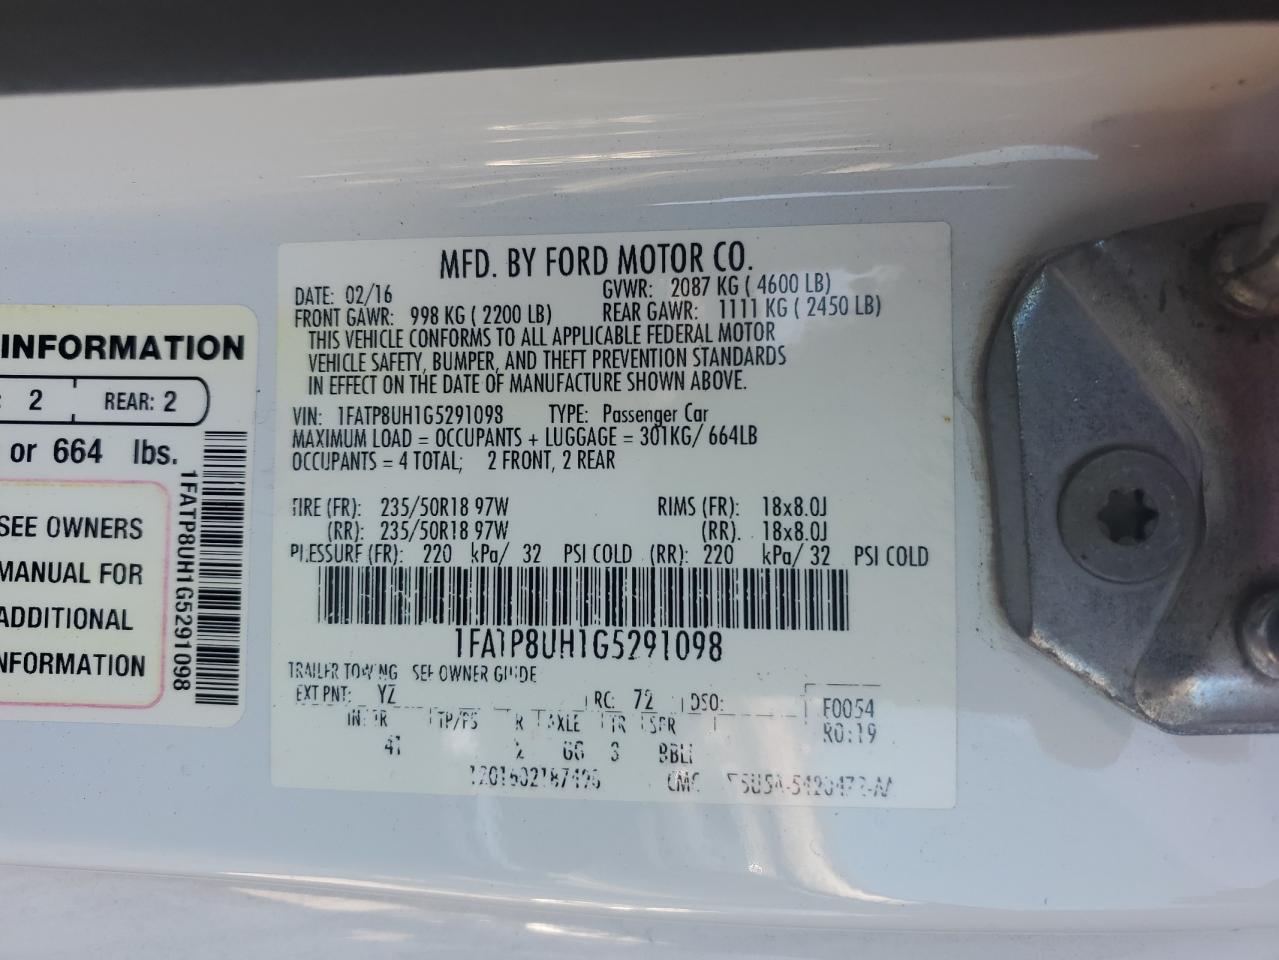 INFORMATION
: 2 REAR: 2
or 664 lbs.
SEE OWNERS
MANUAL FOR
ADDITIONAL
INFORMATION
1FATP8UH1G5291098
MFD. BY FORD MOTOR CO.
DATE: 02/16 GVWR: 2087 KG ( 4600 LB)
FRONT GAWR: 998 KG ( 2200 LB) REAR GAWR: 1111 KG ( 2450 LB)
THIS VEHICLE CONFORMS TO ALL APPLICABLE FEDERAL MOTOR
VEHICLE SAFETY, BUMPER, AND THEFT PREVENTION STANDARDS
IN EFFECT ON THE DATE OF MANUFACTURE SHOWN ABOVE.
VIN: 1FATP8UH1G5291098 TYPE: Passenger Car
MAXIMUM LOAD = OCCUPANTS + LUGGAGE = 301KG/ 664LB
OCCUPANTS = 4 TOTAL; 2 FRONT, 2 REAR
TIRE (FR): 235/50R18 97W RIMS (FR): 18x8.0J
(RR): 235/50R18 97W (RR). 18x8.0J
PRESSURE (FR): 220 kPa/ 32 PSI COLD (RR): 220 kPa/ 32 PSI COLD
1FATP8UH1G5291098
TRAILER TOWING SEE OWNER GUIDE
EXT PNT: YZ RC: 72 DSO: F0054
INTR TP/PS R AXLE TR SPR R0:19
3